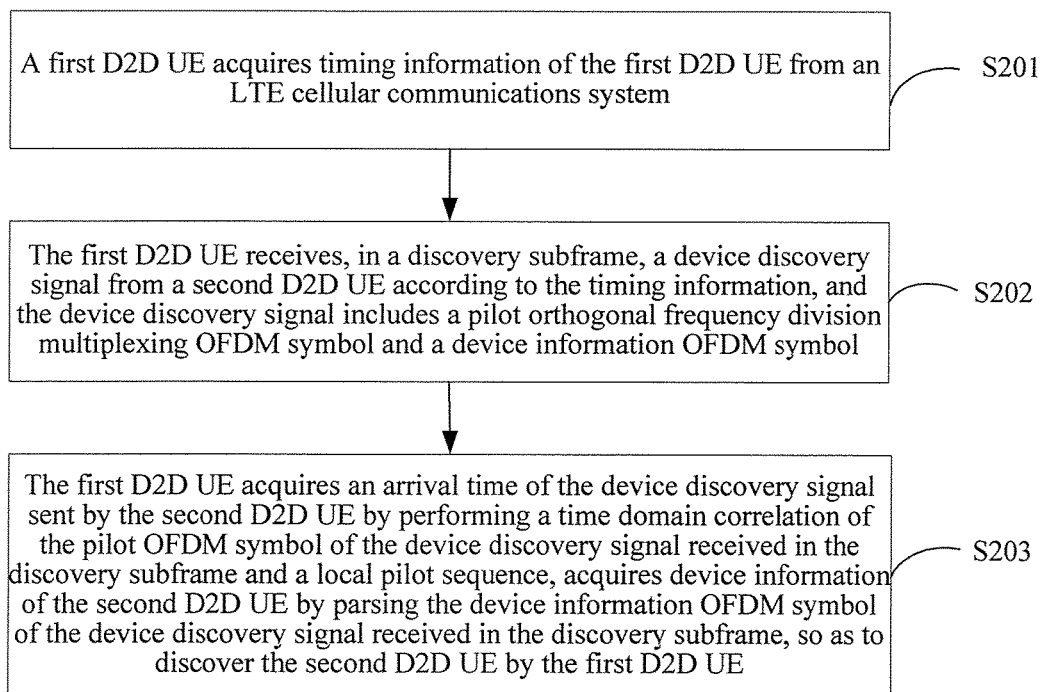 A first D2D UE acquires timing information of the first D2D UE from an
LTE cellular communications system
S201
The first D2D UE receives, in a discovery subframe, a device discovery
signal from a second D2D UE according to the timing information, and
the device discovery signal includes a pilot orthogonal frequency division
multiplexing OFDM symbol and a device information OFDM symbol
S202
The first D2D UE acquires an arrival time of the device discovery signal
sent by the second D2D UE by performing a time domain correlation of
the pilot OFDM symbol of the device discovery signal received in the
discovery subframe and a local pilot sequence, acquires device information
of the second D2D UE by parsing the device information OFDM symbol
of the device discovery signal received in the discovery subframe, so as to
discover the second D2D UE by the first D2D UE
S203